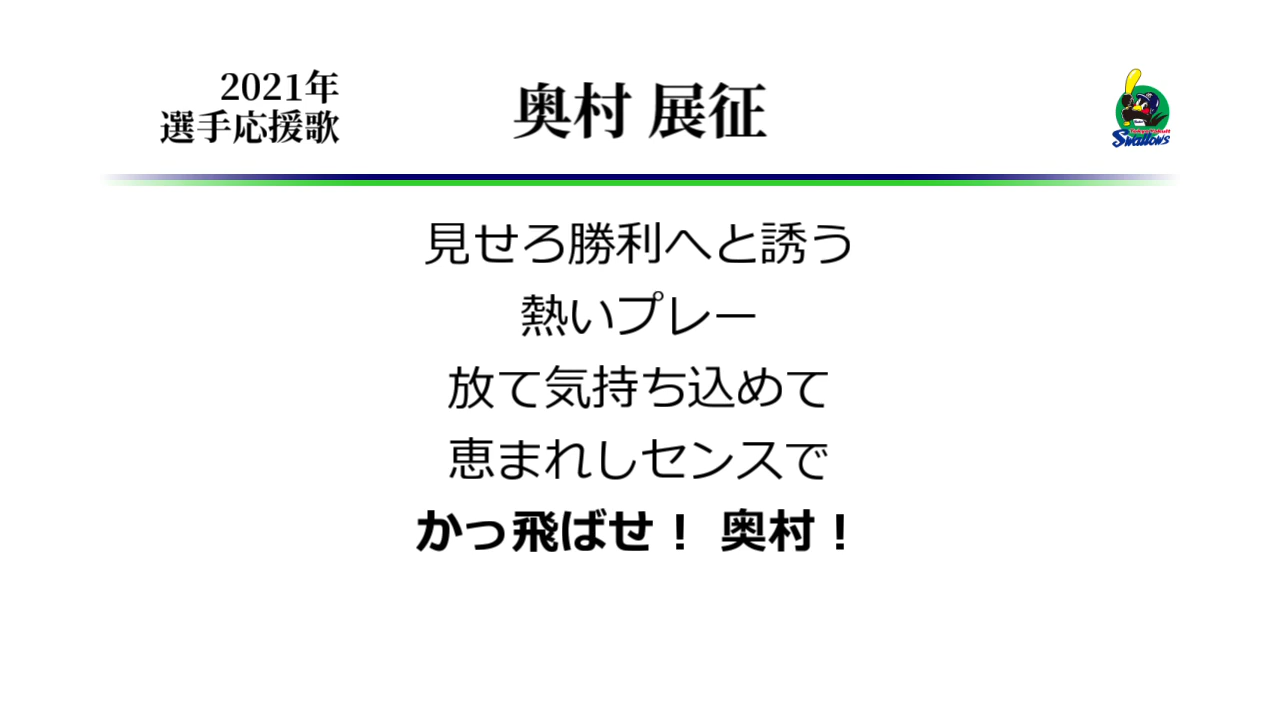 2021年
選手応援歌
奥村 展征
Swallows
見せろ勝利へと誘う
熱いプレー
放て気持ち込めて
恵まれしセンスで
かっ飛ばせ！ 奥村！